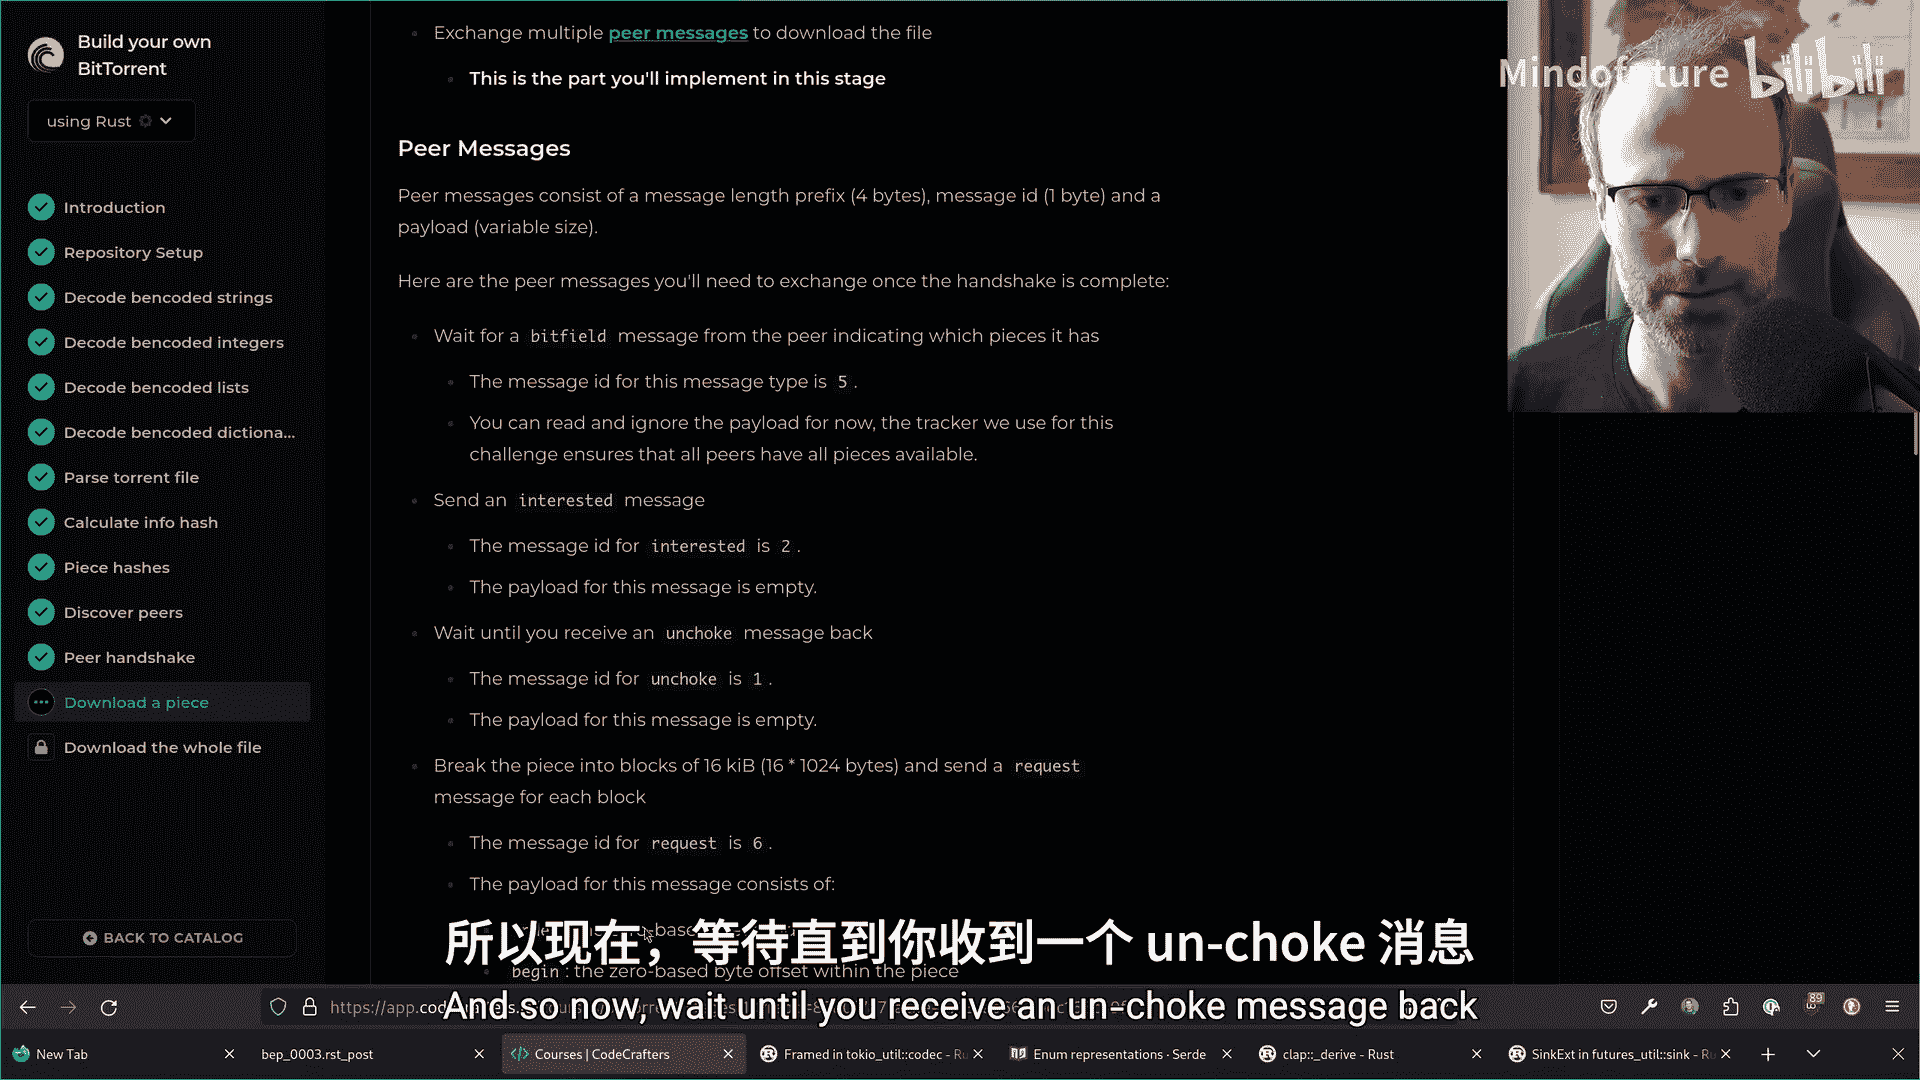 Build your own
BitTorrent
using Rust
Introduction
Repository Setup
Decode bencoded strings
Decode bencoded integers
Decode bencoded lists
Decode bencoded dictiona...
Parse torrent file
Calculate info hash
Piece hashes
Discover peers
Peer handshake
Download a piece
Download the whole file
BACK TO CATALOG
Exchange multiple peer messages to download the file
This is the part you'll implement in this stage
Peer Messages
Peer messages consist of a message length prefix (4 bytes), message id (1 byte) and a
payload (variable size).
Here are the peer messages you'll need to exchange once the handshake is complete:
Wait for a bitfield message from the peer indicating which pieces it has
The message id for this message type is 5.
You can read and ignore the payload for now, the tracker we use for this
challenge ensures that all peers have all pieces available.
Send an interested message
The message id for interested is 2.
The payload for this message is empty.
Wait until you receive an unchoke message back
The message id for unchoke is 1.
The payload for this message is empty.
Break the piece into blocks of 16 kiB (16 * 1024 bytes) and send a request
message for each block
The message id for request is 6.
The payload for this message consists of:
begin: the zero-based byte offset within the piece
Mindofuture bilibili
所以现在，等待直到你收到一个 un-choke 消息
And so now, wait until you receive an un-choke message back
https://app.co
89
New Tab
bep_0003.rst_post
Courses | CodeCrafters
Framed in tokio_util::codec - Ru
Enum representations · Serde
clap::_derive - Rust
SinkExt in futures_util::sink - Ru